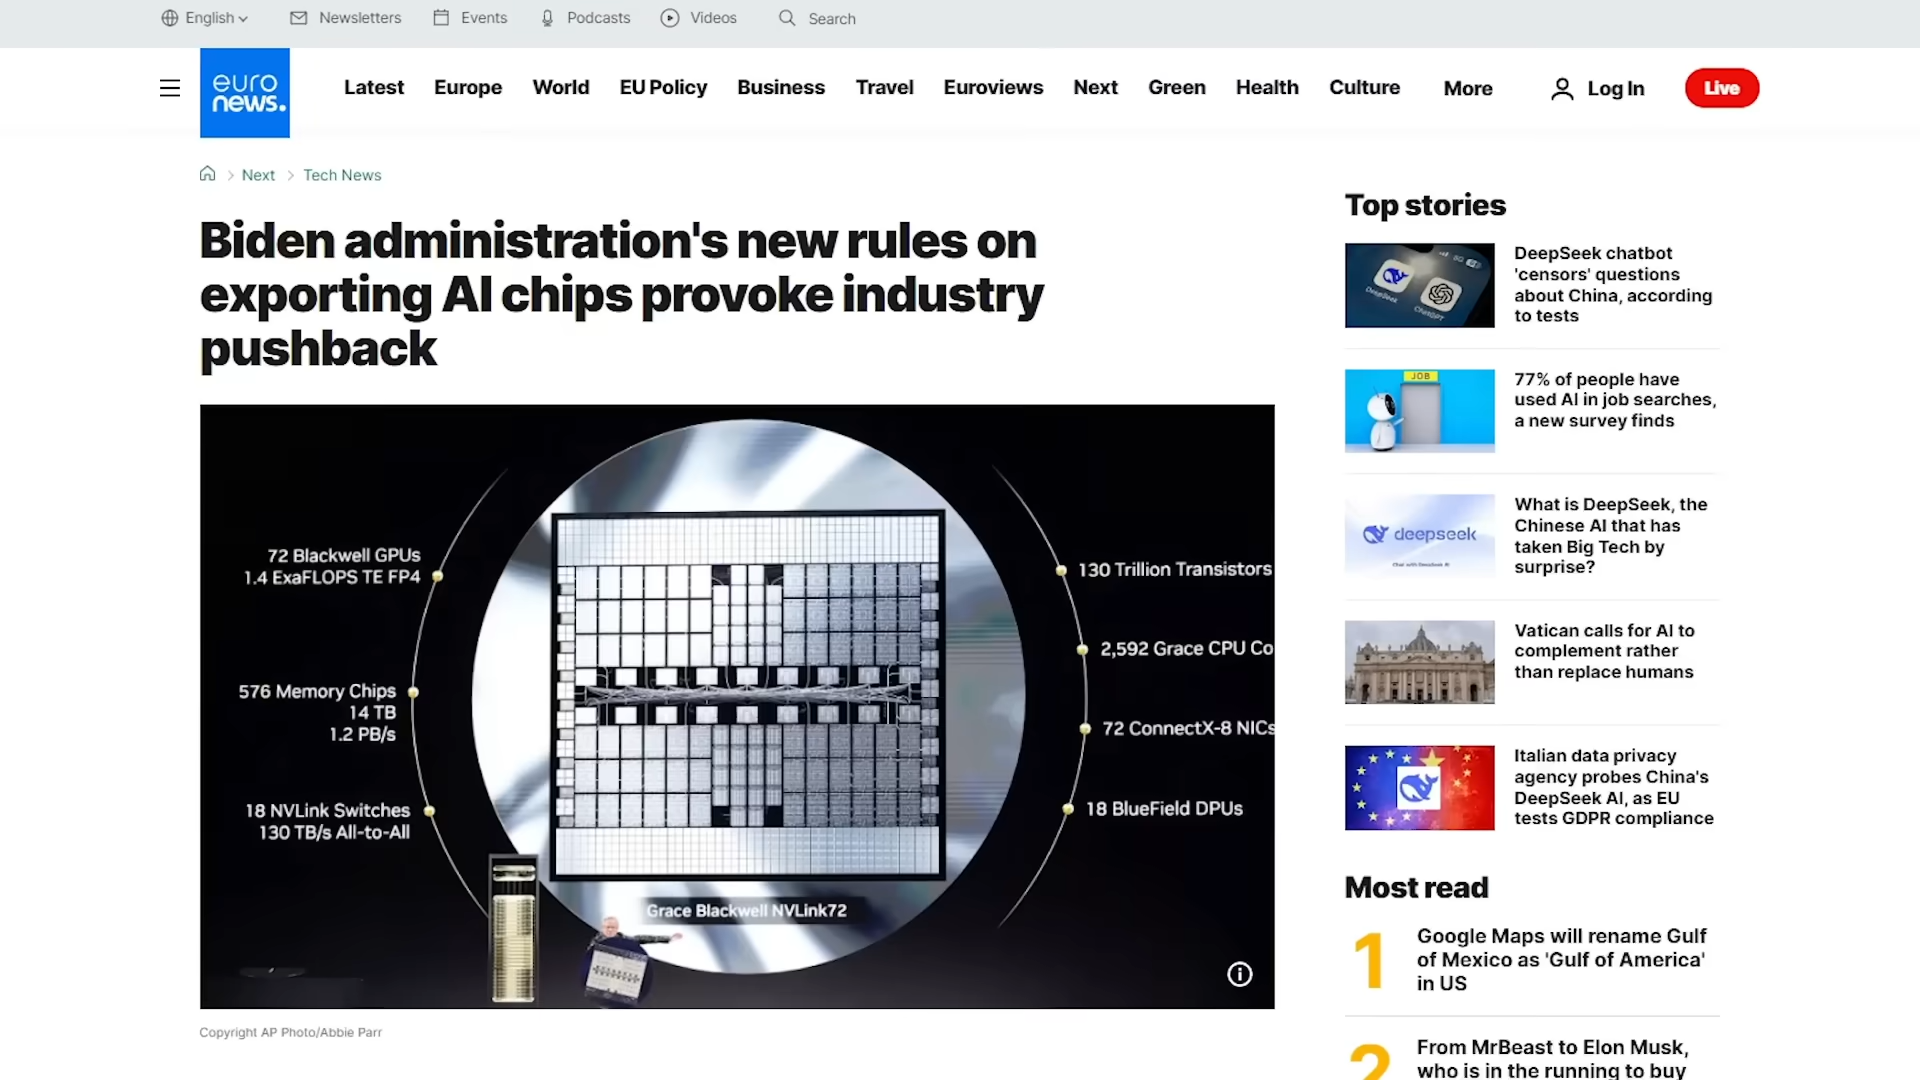 English
Newsletters
Events
Podcasts
Videos
Search
euro
news.
Latest
Europe
World
EU Policy
Business
Travel
Euroviews
Next
Green
Health
Culture
More
Log In
Live
Next
Tech News
Biden administration's new rules on
exporting AI chips provoke industry
pushback
72 Blackwell GPUs
1.4 ExaFLOPS TE FP4
576 Memory Chips
14 TB
1.2 PB/s
18 NVLink Switches
130 TB/s All-to-All
130 Trillion Transistors
2,592 Grace CPU Co
72 ConnectX-8 NICs
18 BlueField DPUs
Grace Blackwell NVLink72
Copyright AP Photo/Abbie Parr
Top stories
DeepSeek
ChatGPT
DeepSeek chatbot
'censors' questions
about China, according
to tests
JOB
77% of people have
used AI in job searches,
a new survey finds
deepseek
Chat with DeepSeek AI
What is DeepSeek, the
Chinese AI that has
taken Big Tech by
surprise?
Vatican calls for AI to
complement rather
than replace humans
Italian data privacy
agency probes China's
DeepSeek AI, as EU
tests GDPR compliance
Most read
1
Google Maps will rename Gulf
of Mexico as 'Gulf of America'
in US
2
From MrBeast to Elon Musk,
who is in the running to buy